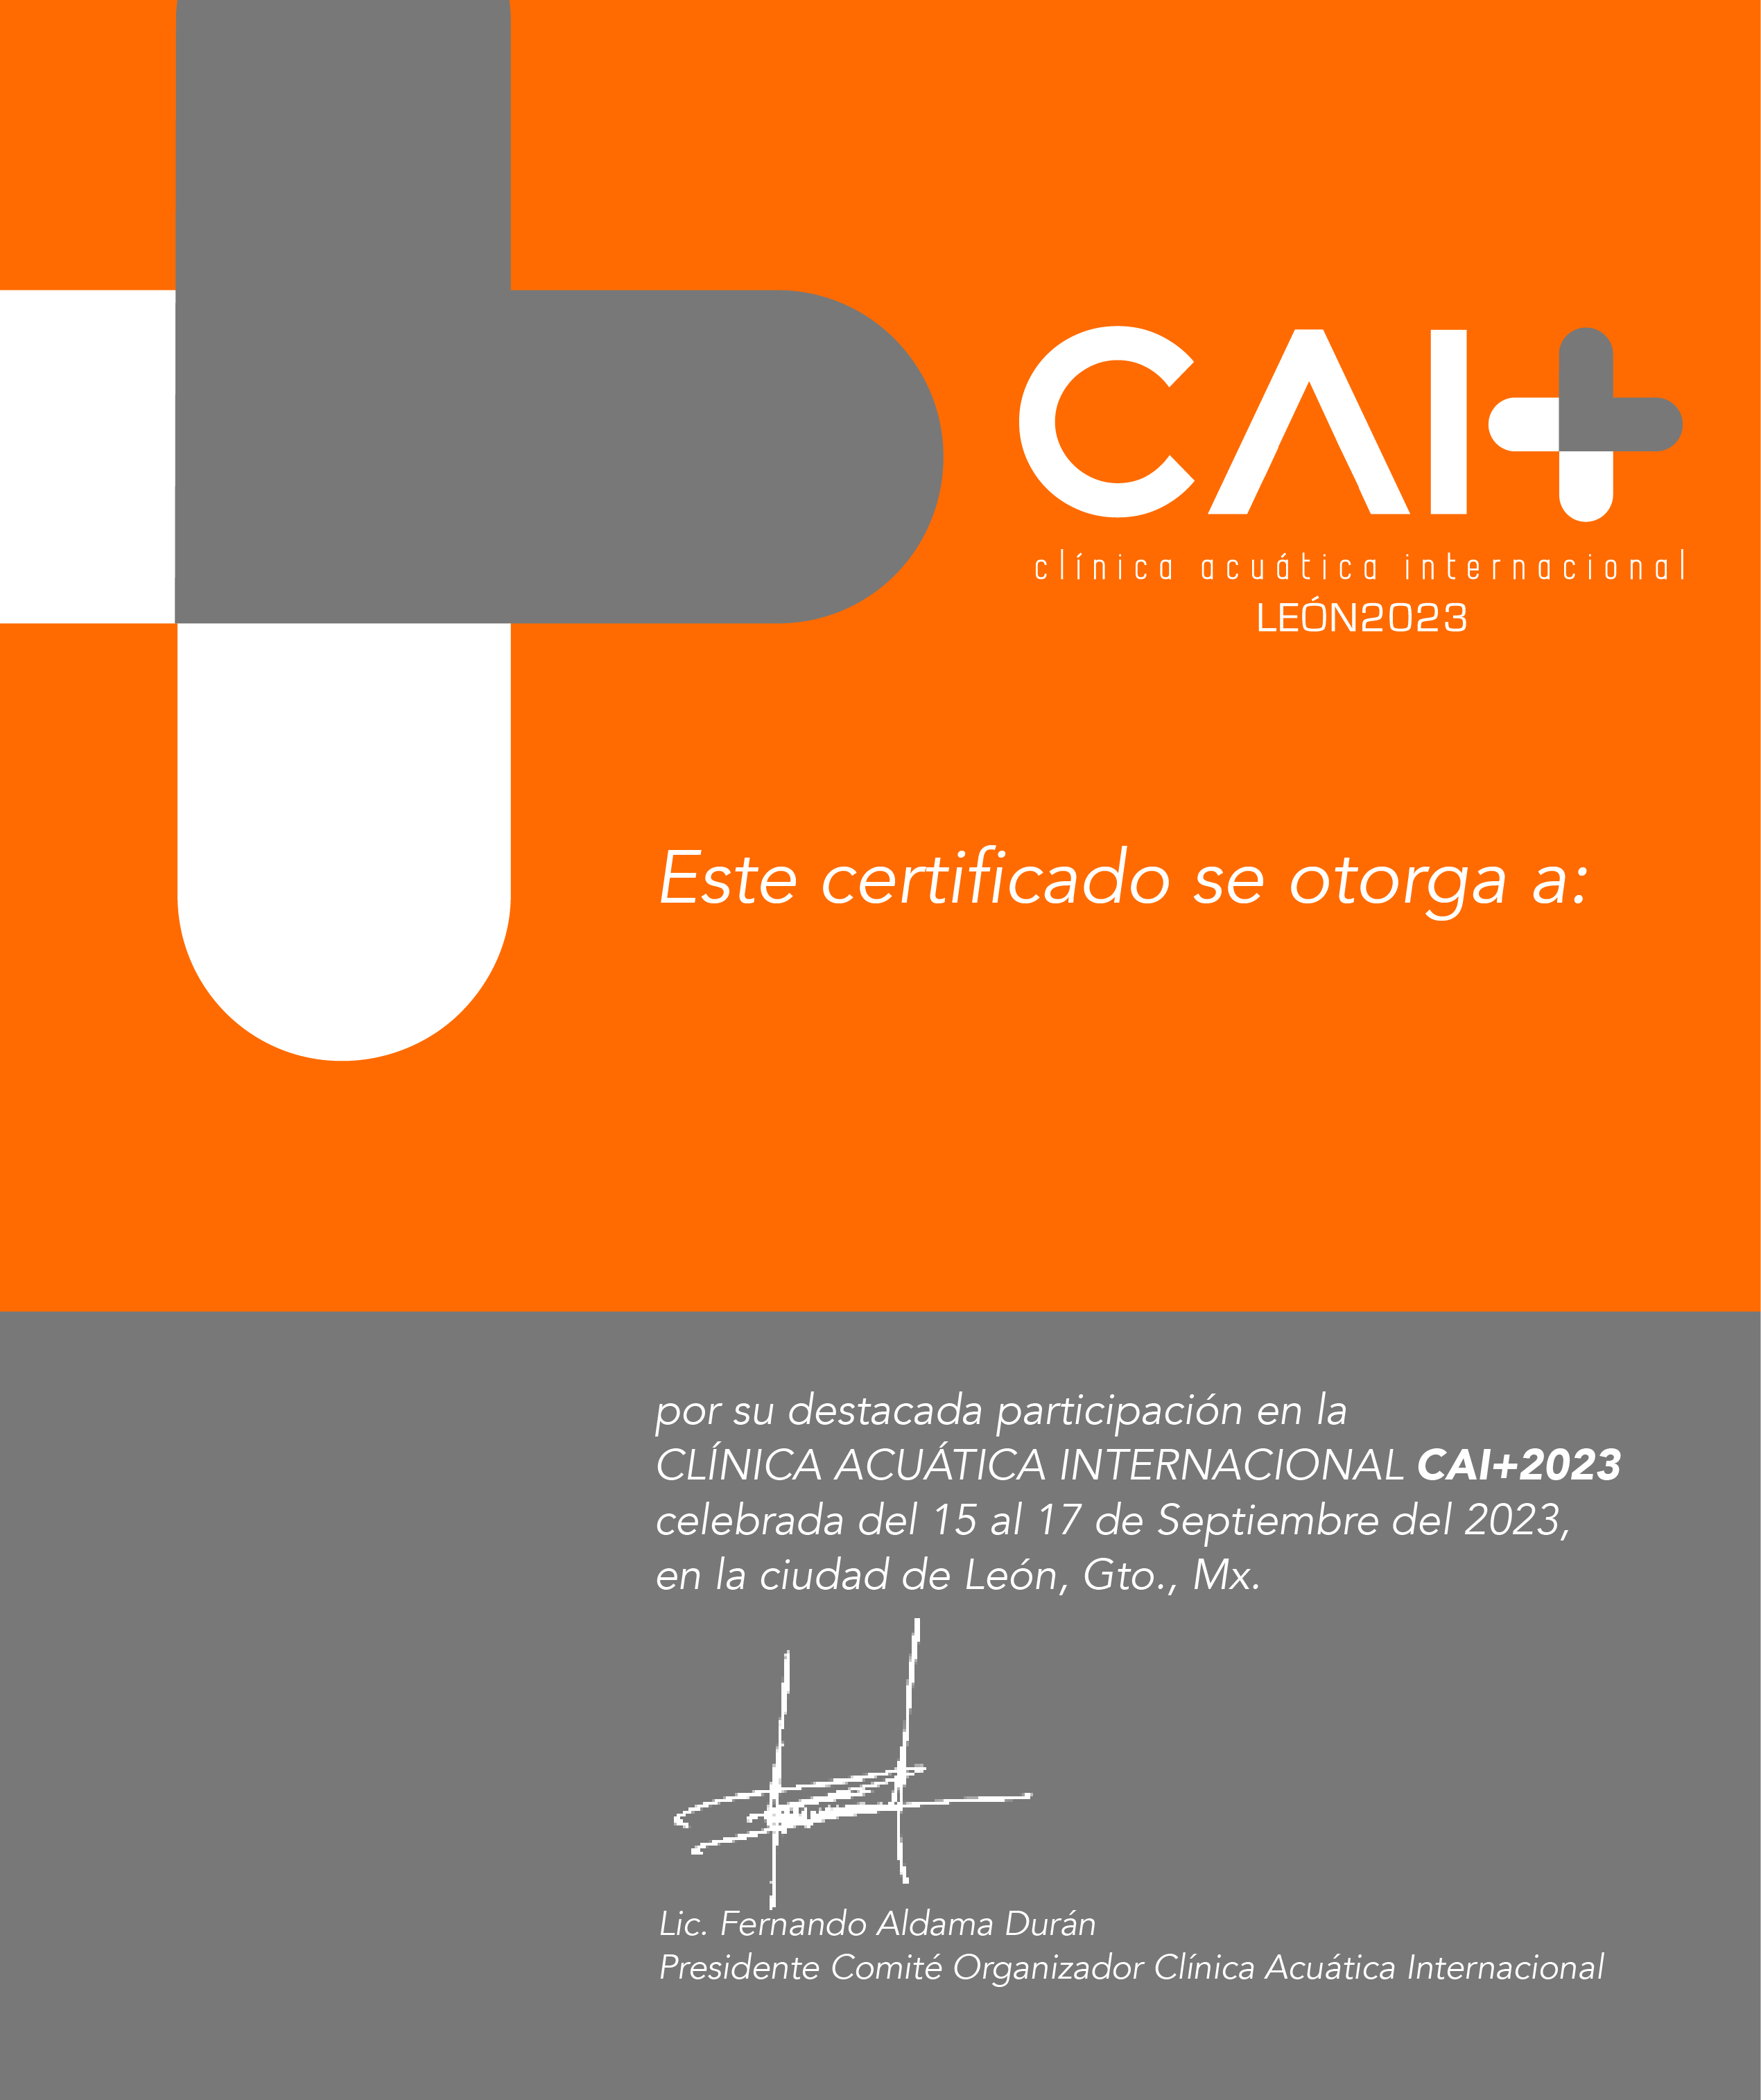 CAI+
clínica acuática internacional
LEÓN2023
Este certificado se otorga a:
por su destacada participación en la
CLÍNICA ACUÁTICA INTERNACIONAL CAI+2023
celebrada del 15 al 17 de Septiembre del 2023,
en la ciudad de León, Gto., Mx.
Lic. Fernando Aldama Durán
Presidente Comité Organizador Clínica Acuática Internacional